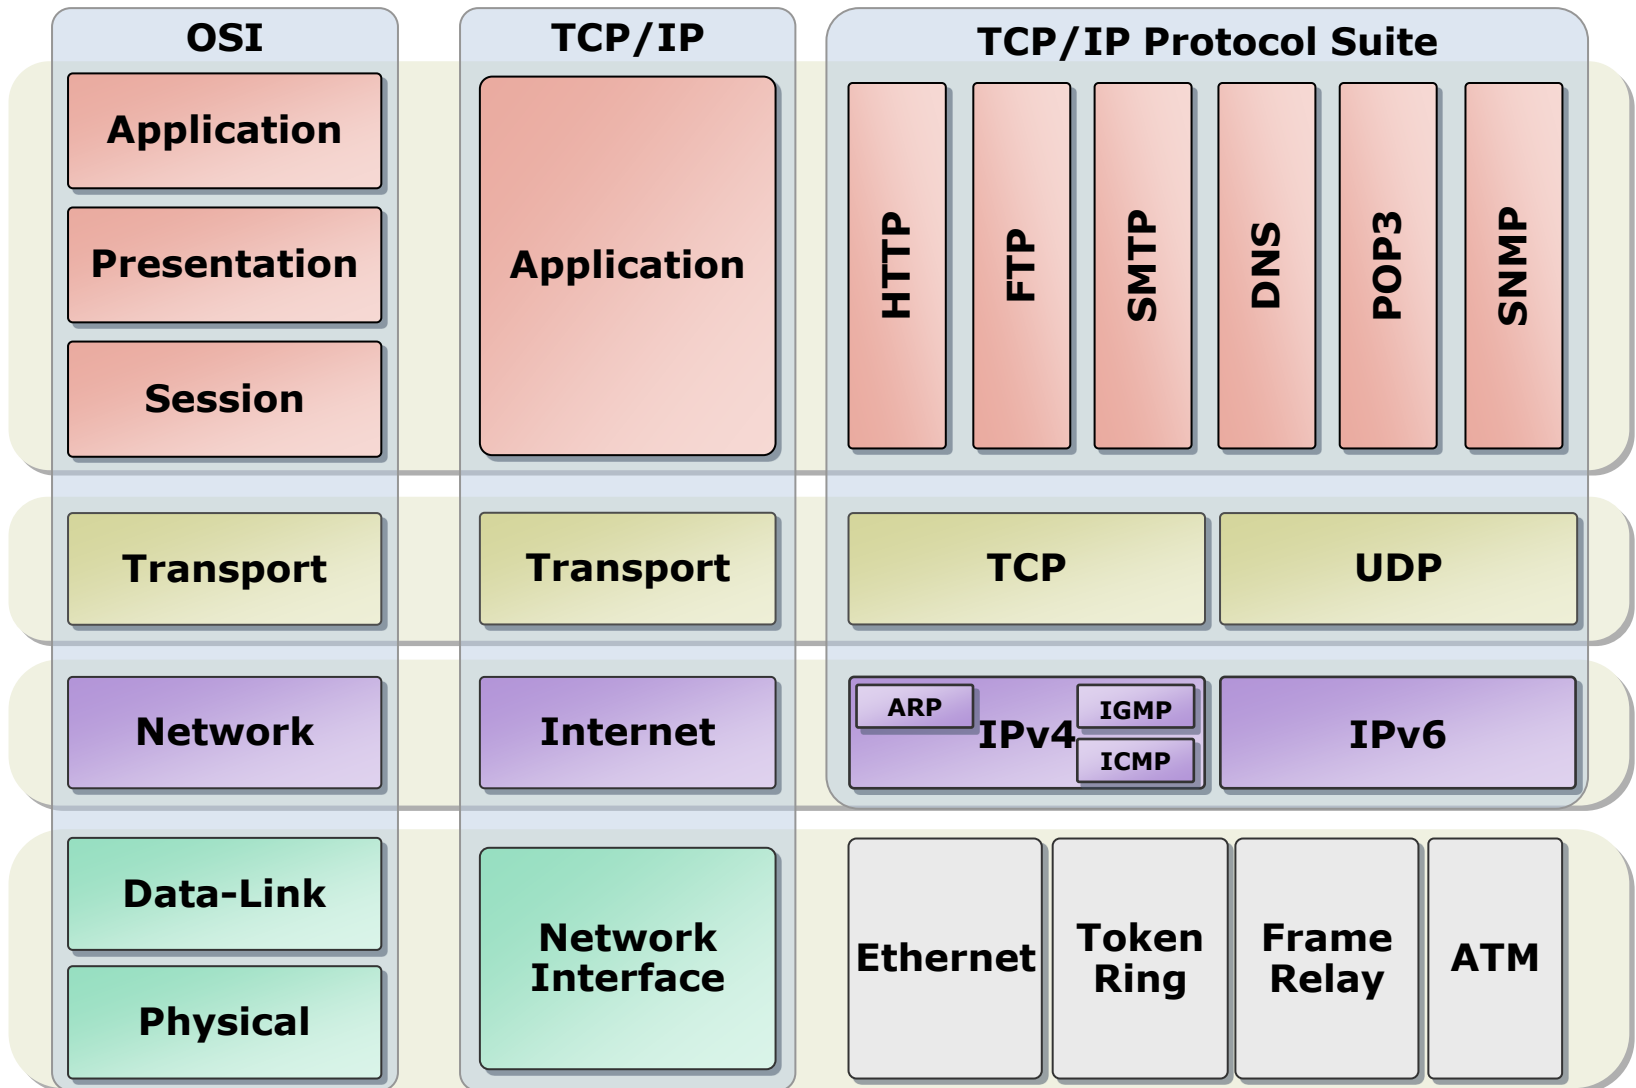 OSI
TCP/IP
TCP/IP Protocol Suite
Application
Presentation
Session
Application
HTTP
FTP
SMTP
DNS
POP3
SNMP
Transport
Transport
TCP
UDP
Network
Internet
ARP
IPv4
IGMP
ICMP
IPv6
Data-Link
Physical
Network
Interface
Ethernet
Token
Ring
Frame
Relay
ATM